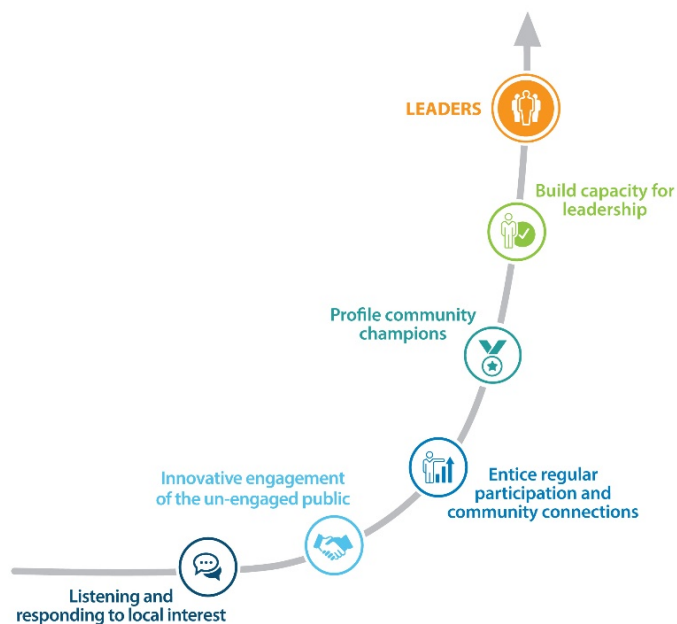 LEADERS
Build capacity for
leadership
Profile community
champions
Innovative engagement
of the un-engaged public
Entice regular
participation and
community connections
Listening and
responding to local interest